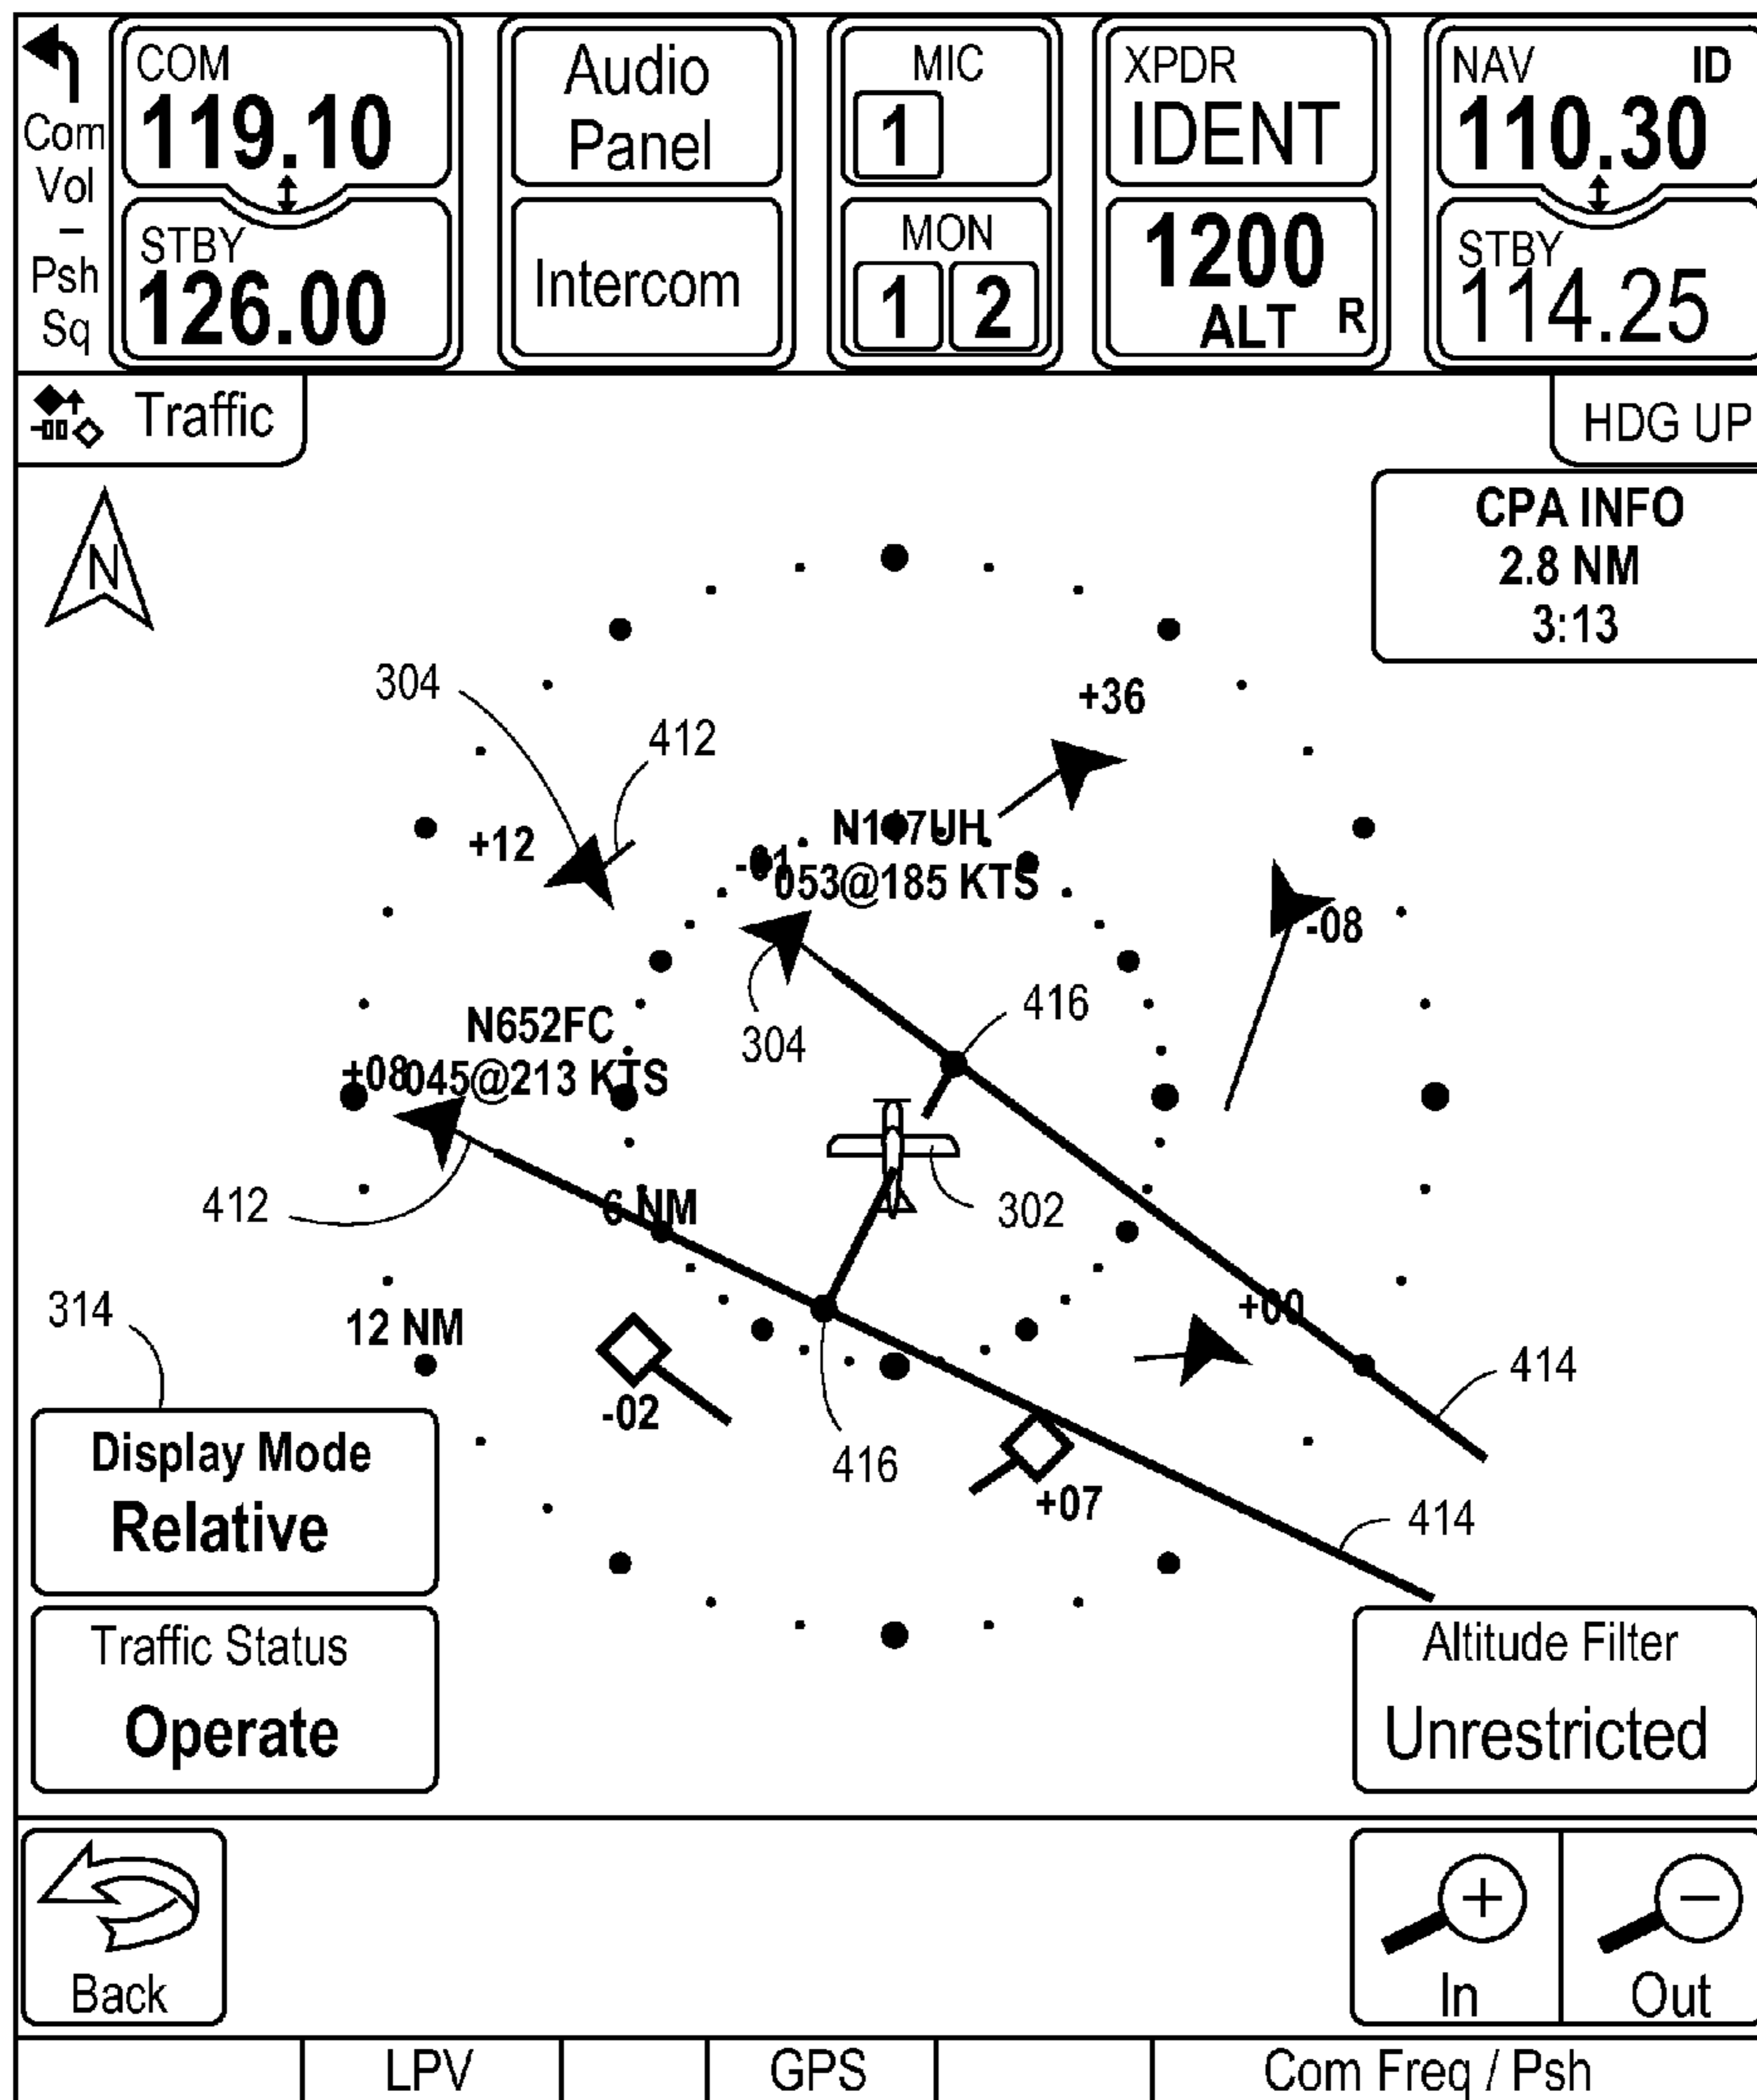 Com
Vol
-
Psh
Sq
COM
119.10
STBY
126.00
Audio
Panel
Intercom
MIC
1
MON
1 2
XPDR
IDENT
1200
ALT R
NAV ID
110.30
STBY
114.25
Traffic
HDG UP
N
CPA INFO
2.8 NM
3:13
304
412
+36
+12
053@185 KTS
-08
304
416
N652FC
+08
045@213 KTS
412
6 NM
302
314
12 NM
+00
414
-02
416
+07
414
Display Mode
Relative
Traffic Status
Operate
Altitude Filter
Unrestricted
Back
In
Out
LPV
GPS
Com Freq / Psh